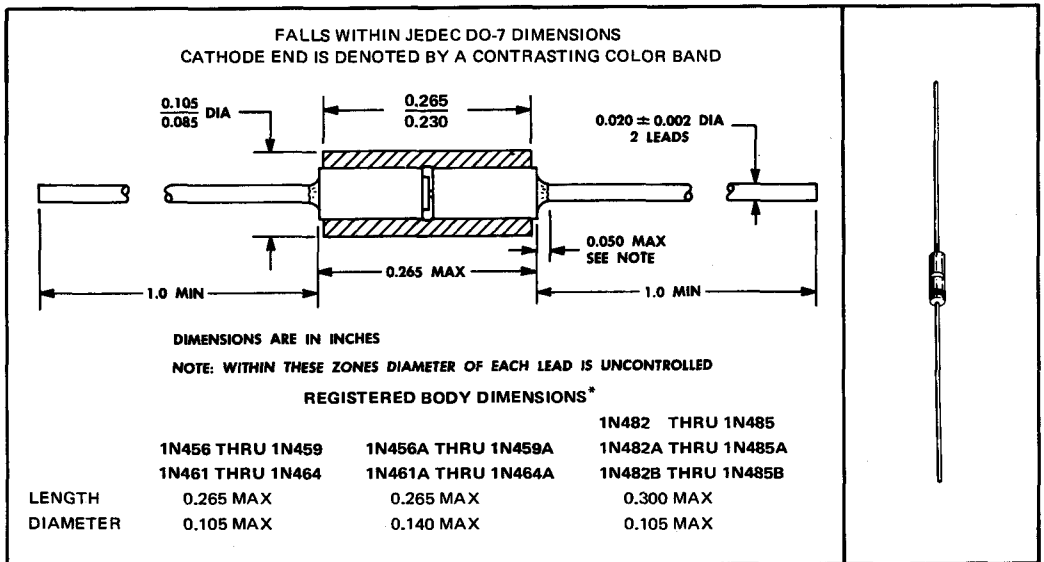 FALLS WITHIN JEDEC DO-7 DIMENSIONS
CATHODE END IS DENOTED BY A CONTRASTING COLOR BAND
0.105
0.085 DIA
0.265
0.230
0.020 ± 0.002 DIA
2 LEADS
0.050 MAX
SEE NOTE
0.265 MAX
1.0 MIN
1.0 MIN
DIMENSIONS ARE IN INCHES
NOTE: WITHIN THESE ZONES DIAMETER OF EACH LEAD IS UNCONTROLLED
REGISTERED BODY DIMENSIONS*
1N482 THRU 1N485
1N456 THRU 1N459 1N456A THRU 1N459A 1N482A THRU 1N485A
1N461 THRU 1N464 1N461A THRU 1N464A 1N482B THRU 1N485B
LENGTH 0.265 MAX 0.265 MAX 0.300 MAX
DIAMETER 0.105 MAX 0.140 MAX 0.105 MAX